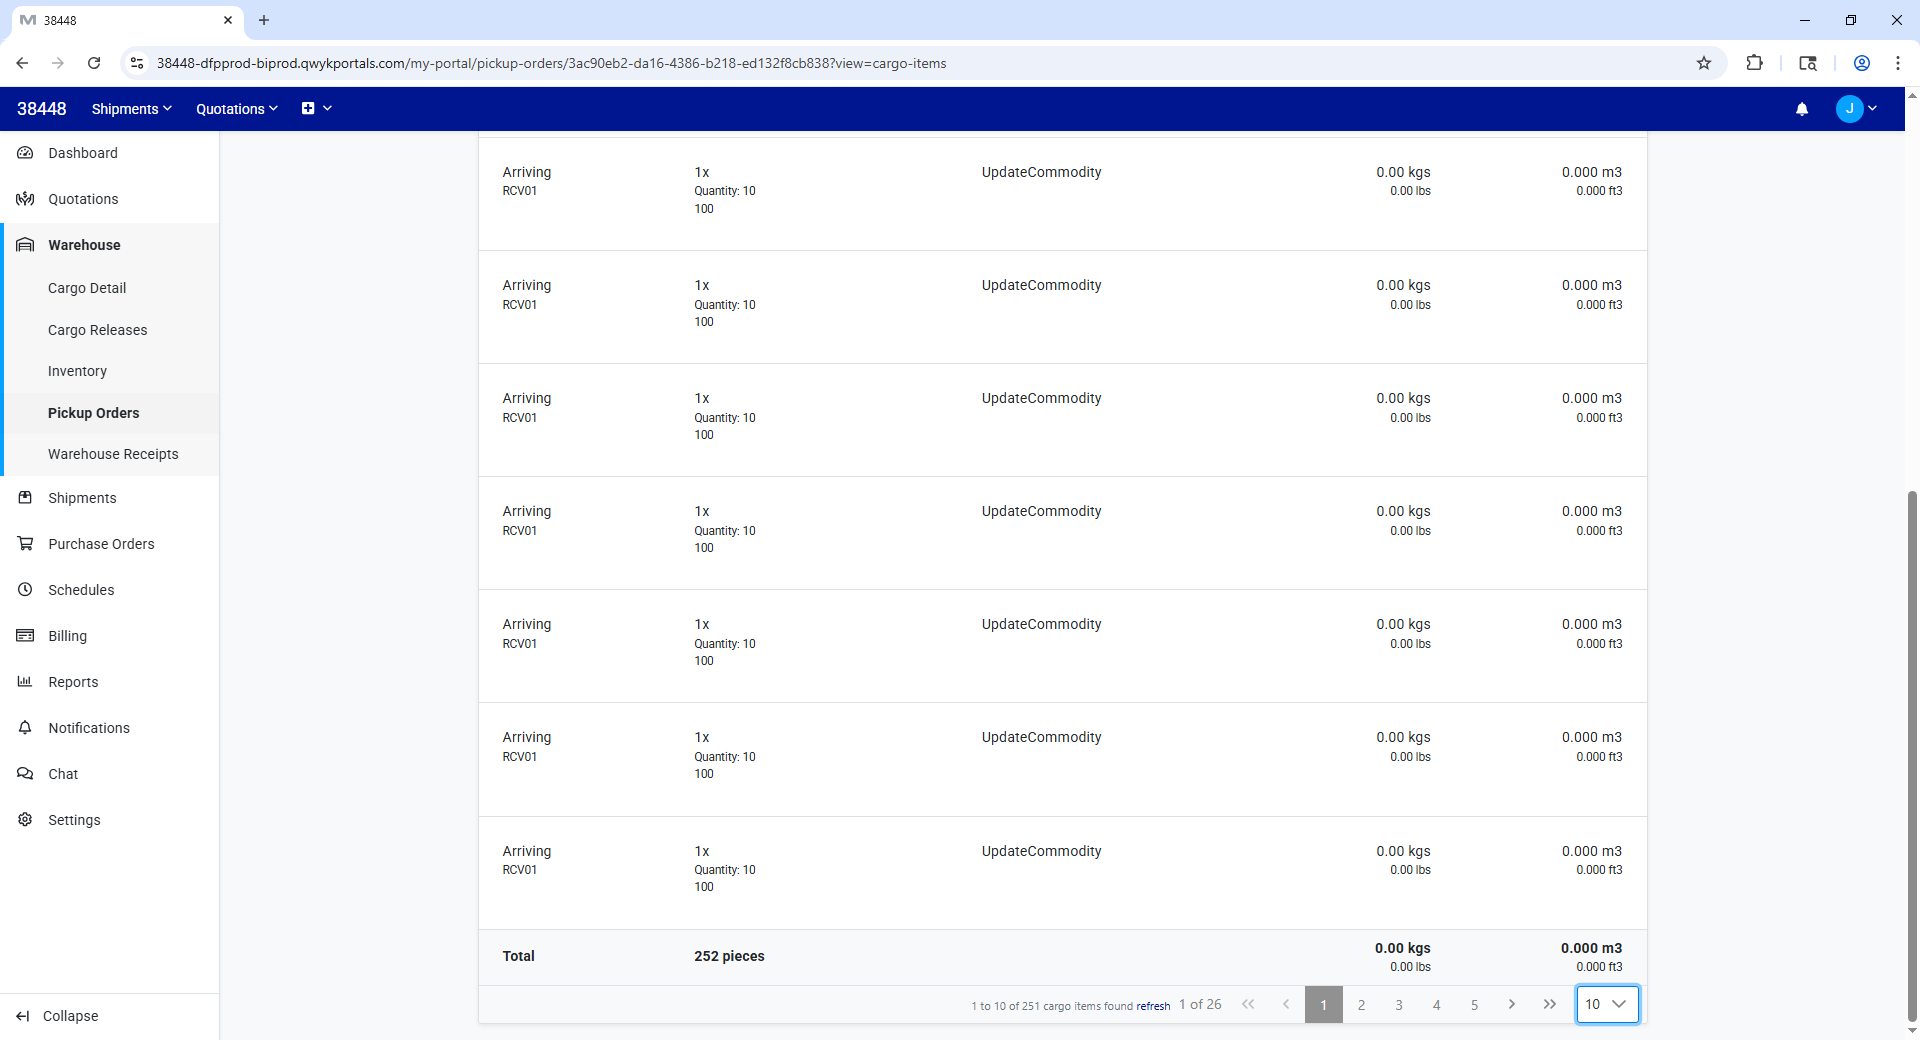 38448
38448-dfpprod-biprod.qwykportals.com/my-portal/pickup-orders/3ac90eb2-da16-4386-b218-ed132f8cb838?view=cargo-items
38448 Shipments Quotations J
Dashboard
Quotations
Warehouse
Cargo Detail
Cargo Releases
Inventory
Pickup Orders
Warehouse Receipts
Shipments
Purchase Orders
Schedules
Billing
Reports
Notifications
Chat
Settings
Collapse
Arriving 1x UpdateCommodity 0.00 kgs 0.000 m3
RCV01 Quantity: 10 0.00 lbs 0.000 ft3
100
Arriving 1x UpdateCommodity 0.00 kgs 0.000 m3
RCV01 Quantity: 10 0.00 lbs 0.000 ft3
100
Arriving 1x UpdateCommodity 0.00 kgs 0.000 m3
RCV01 Quantity: 10 0.00 lbs 0.000 ft3
100
Arriving 1x UpdateCommodity 0.00 kgs 0.000 m3
RCV01 Quantity: 10 0.00 lbs 0.000 ft3
100
Arriving 1x UpdateCommodity 0.00 kgs 0.000 m3
RCV01 Quantity: 10 0.00 lbs 0.000 ft3
100
Arriving 1x UpdateCommodity 0.00 kgs 0.000 m3
RCV01 Quantity: 10 0.00 lbs 0.000 ft3
100
Arriving 1x UpdateCommodity 0.00 kgs 0.000 m3
RCV01 Quantity: 10 0.00 lbs 0.000 ft3
100
Total 252 pieces 0.00 kgs 0.000 m3
0.00 lbs 0.000 ft3
1 to 10 of 251 cargo items found refresh 1 of 26 1 2 3 4 5 10